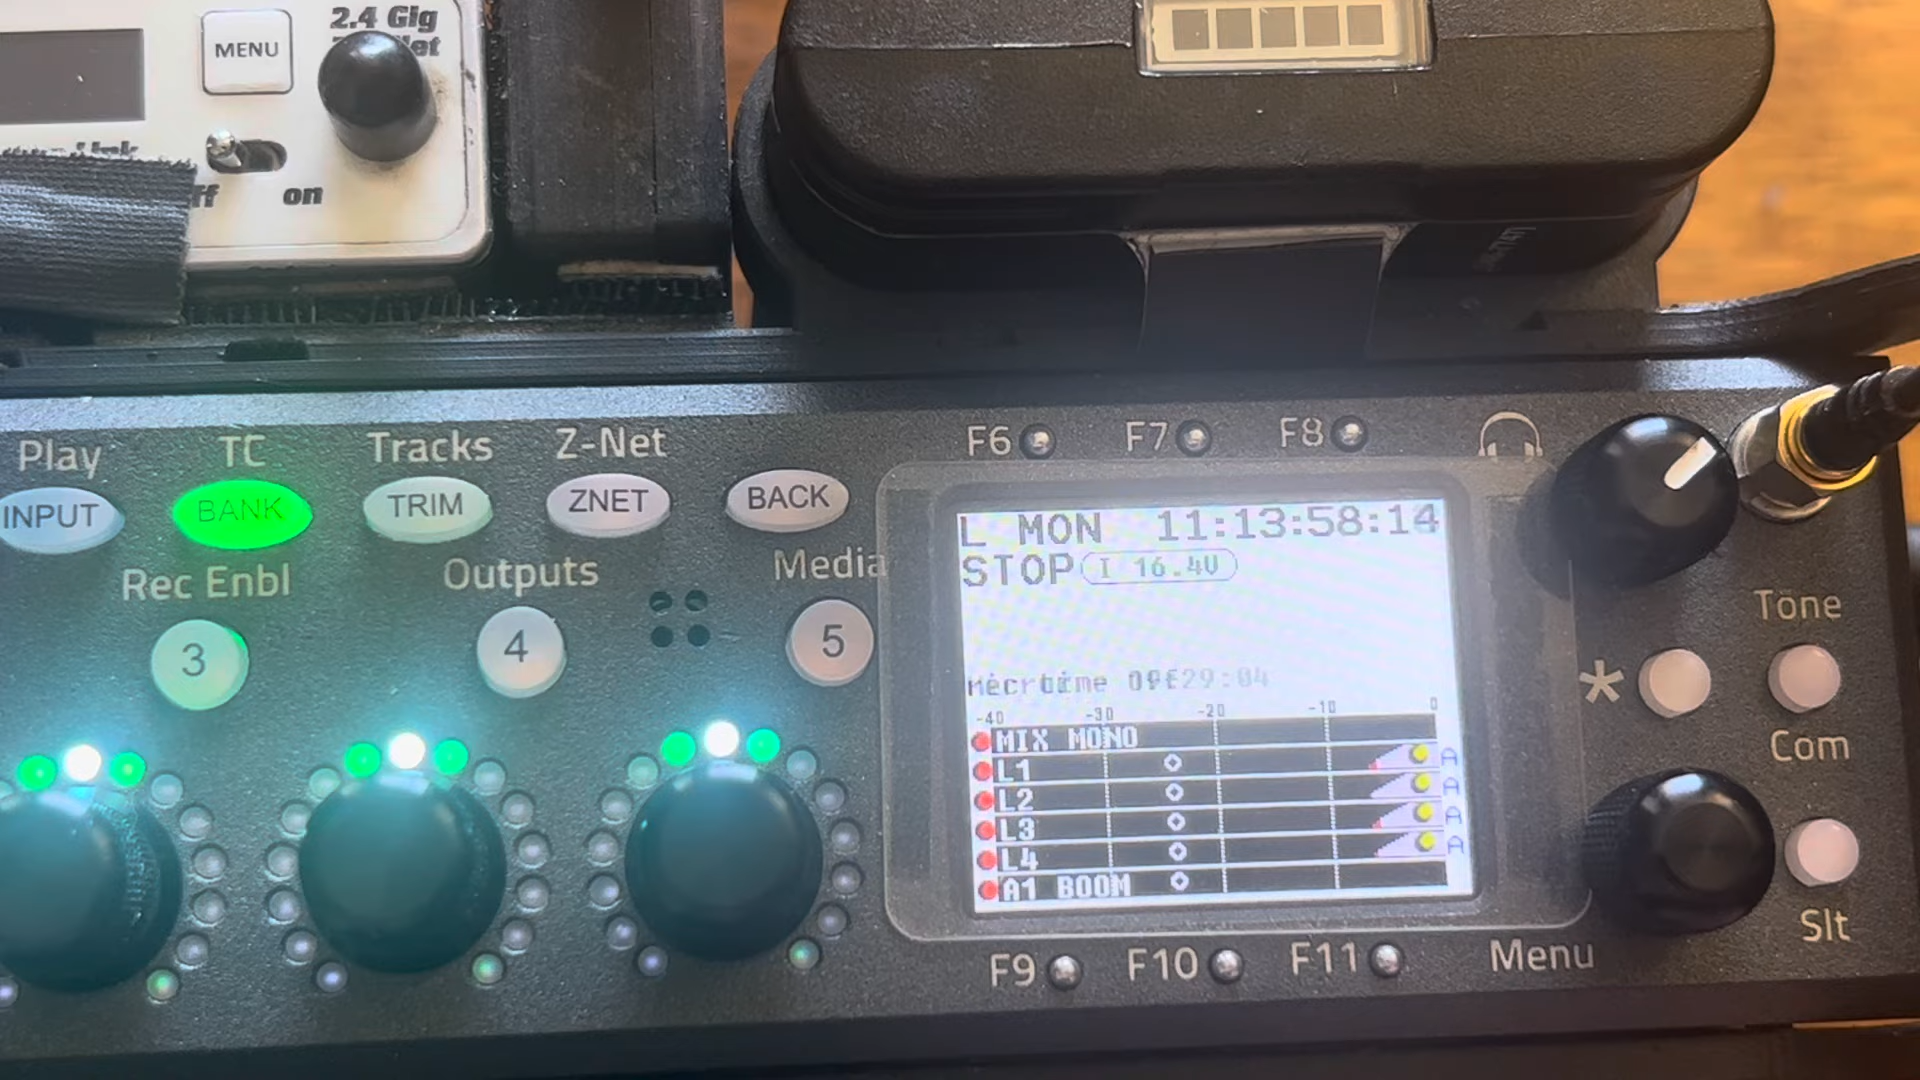 2.4 Gig
MENU
on
Play TC Tracks Z-Net
INPUT BANK TRIM ZNET BACK
Rec Enbl Outputs Media
3 4 5
F6 F7 F8
L MON 11:13:58:14
STOP I 16.4V
-40 -30 -20 -10 0
MIX MONO
L1 A
L2 A
L3 A
L4 A
A1 BOOM
F9 F10 F11 Menu
Tone
*
Com
Slt